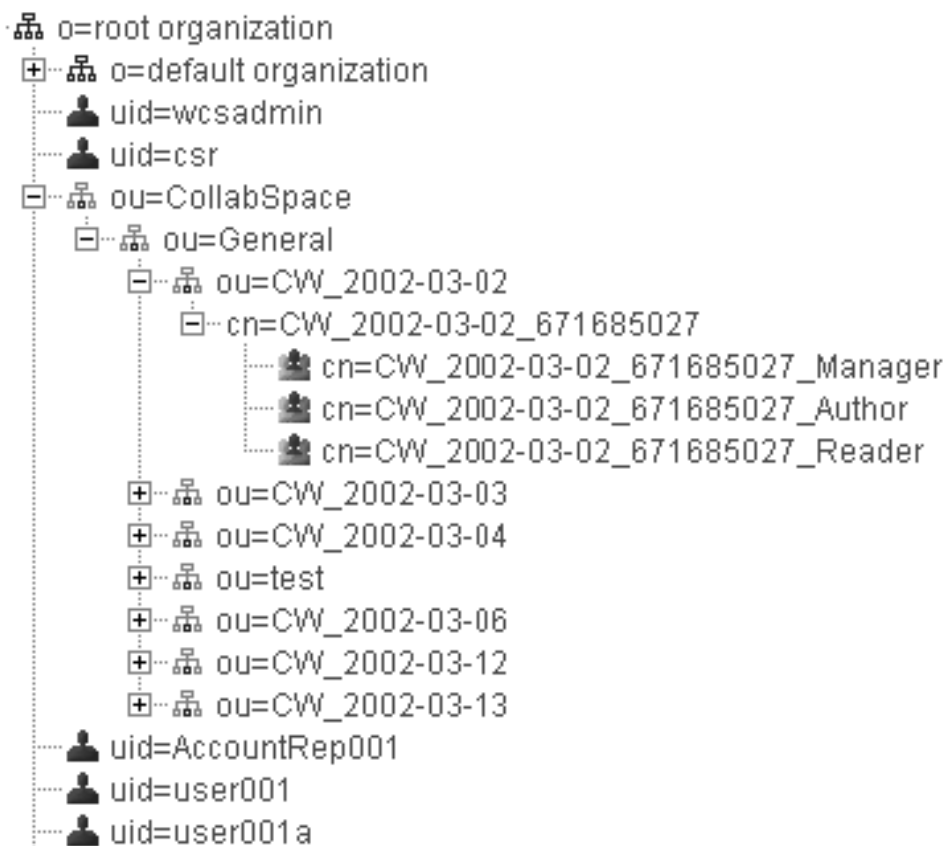 o=root organization
o=default organization
uid=wcsadmin
uid=csr
ou=CollabSpace
ou=General
ou=CW_2002-03-02
cn=CW_2002-03-02_671685027
cn=CW_2002-03-02_671685027_Manager
cn=CW_2002-03-02_671685027_Author
cn=CW_2002-03-02_671685027_Reader
ou=CW_2002-03-03
ou=CW_2002-03-04
ou=test
ou=CW_2002-03-06
ou=CW_2002-03-12
ou=CW_2002-03-13
uid=AccountRep001
uid=user001
uid=user001a